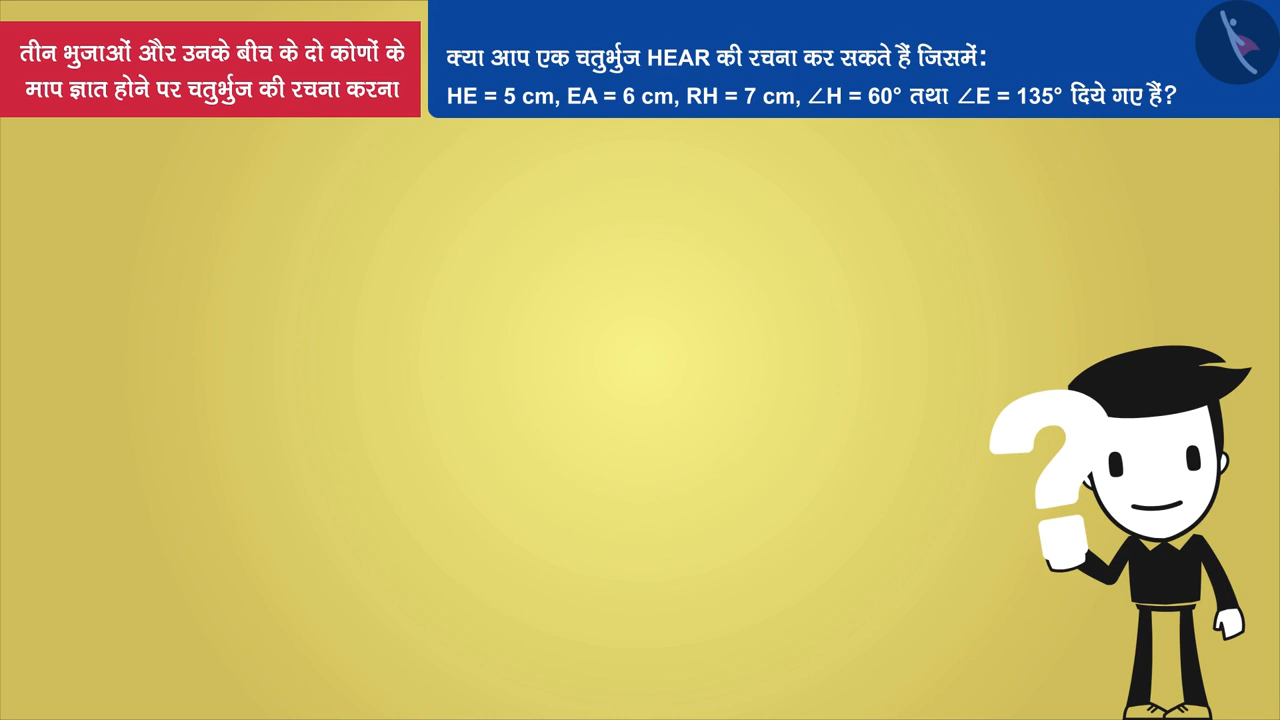 तीन भुजाओं और उनके बीच के दो कोणों के
माप ज्ञात होने पर चतुर्भुज की रचना करना
क्या आप एक चतुर्भुज HEAR की रचना कर सकते हैं जिसमें:
HE = 5 cm, EA = 6 cm, RH = 7 cm, ∠H = 60° तथा ∠E = 135° दिये गए हैं?